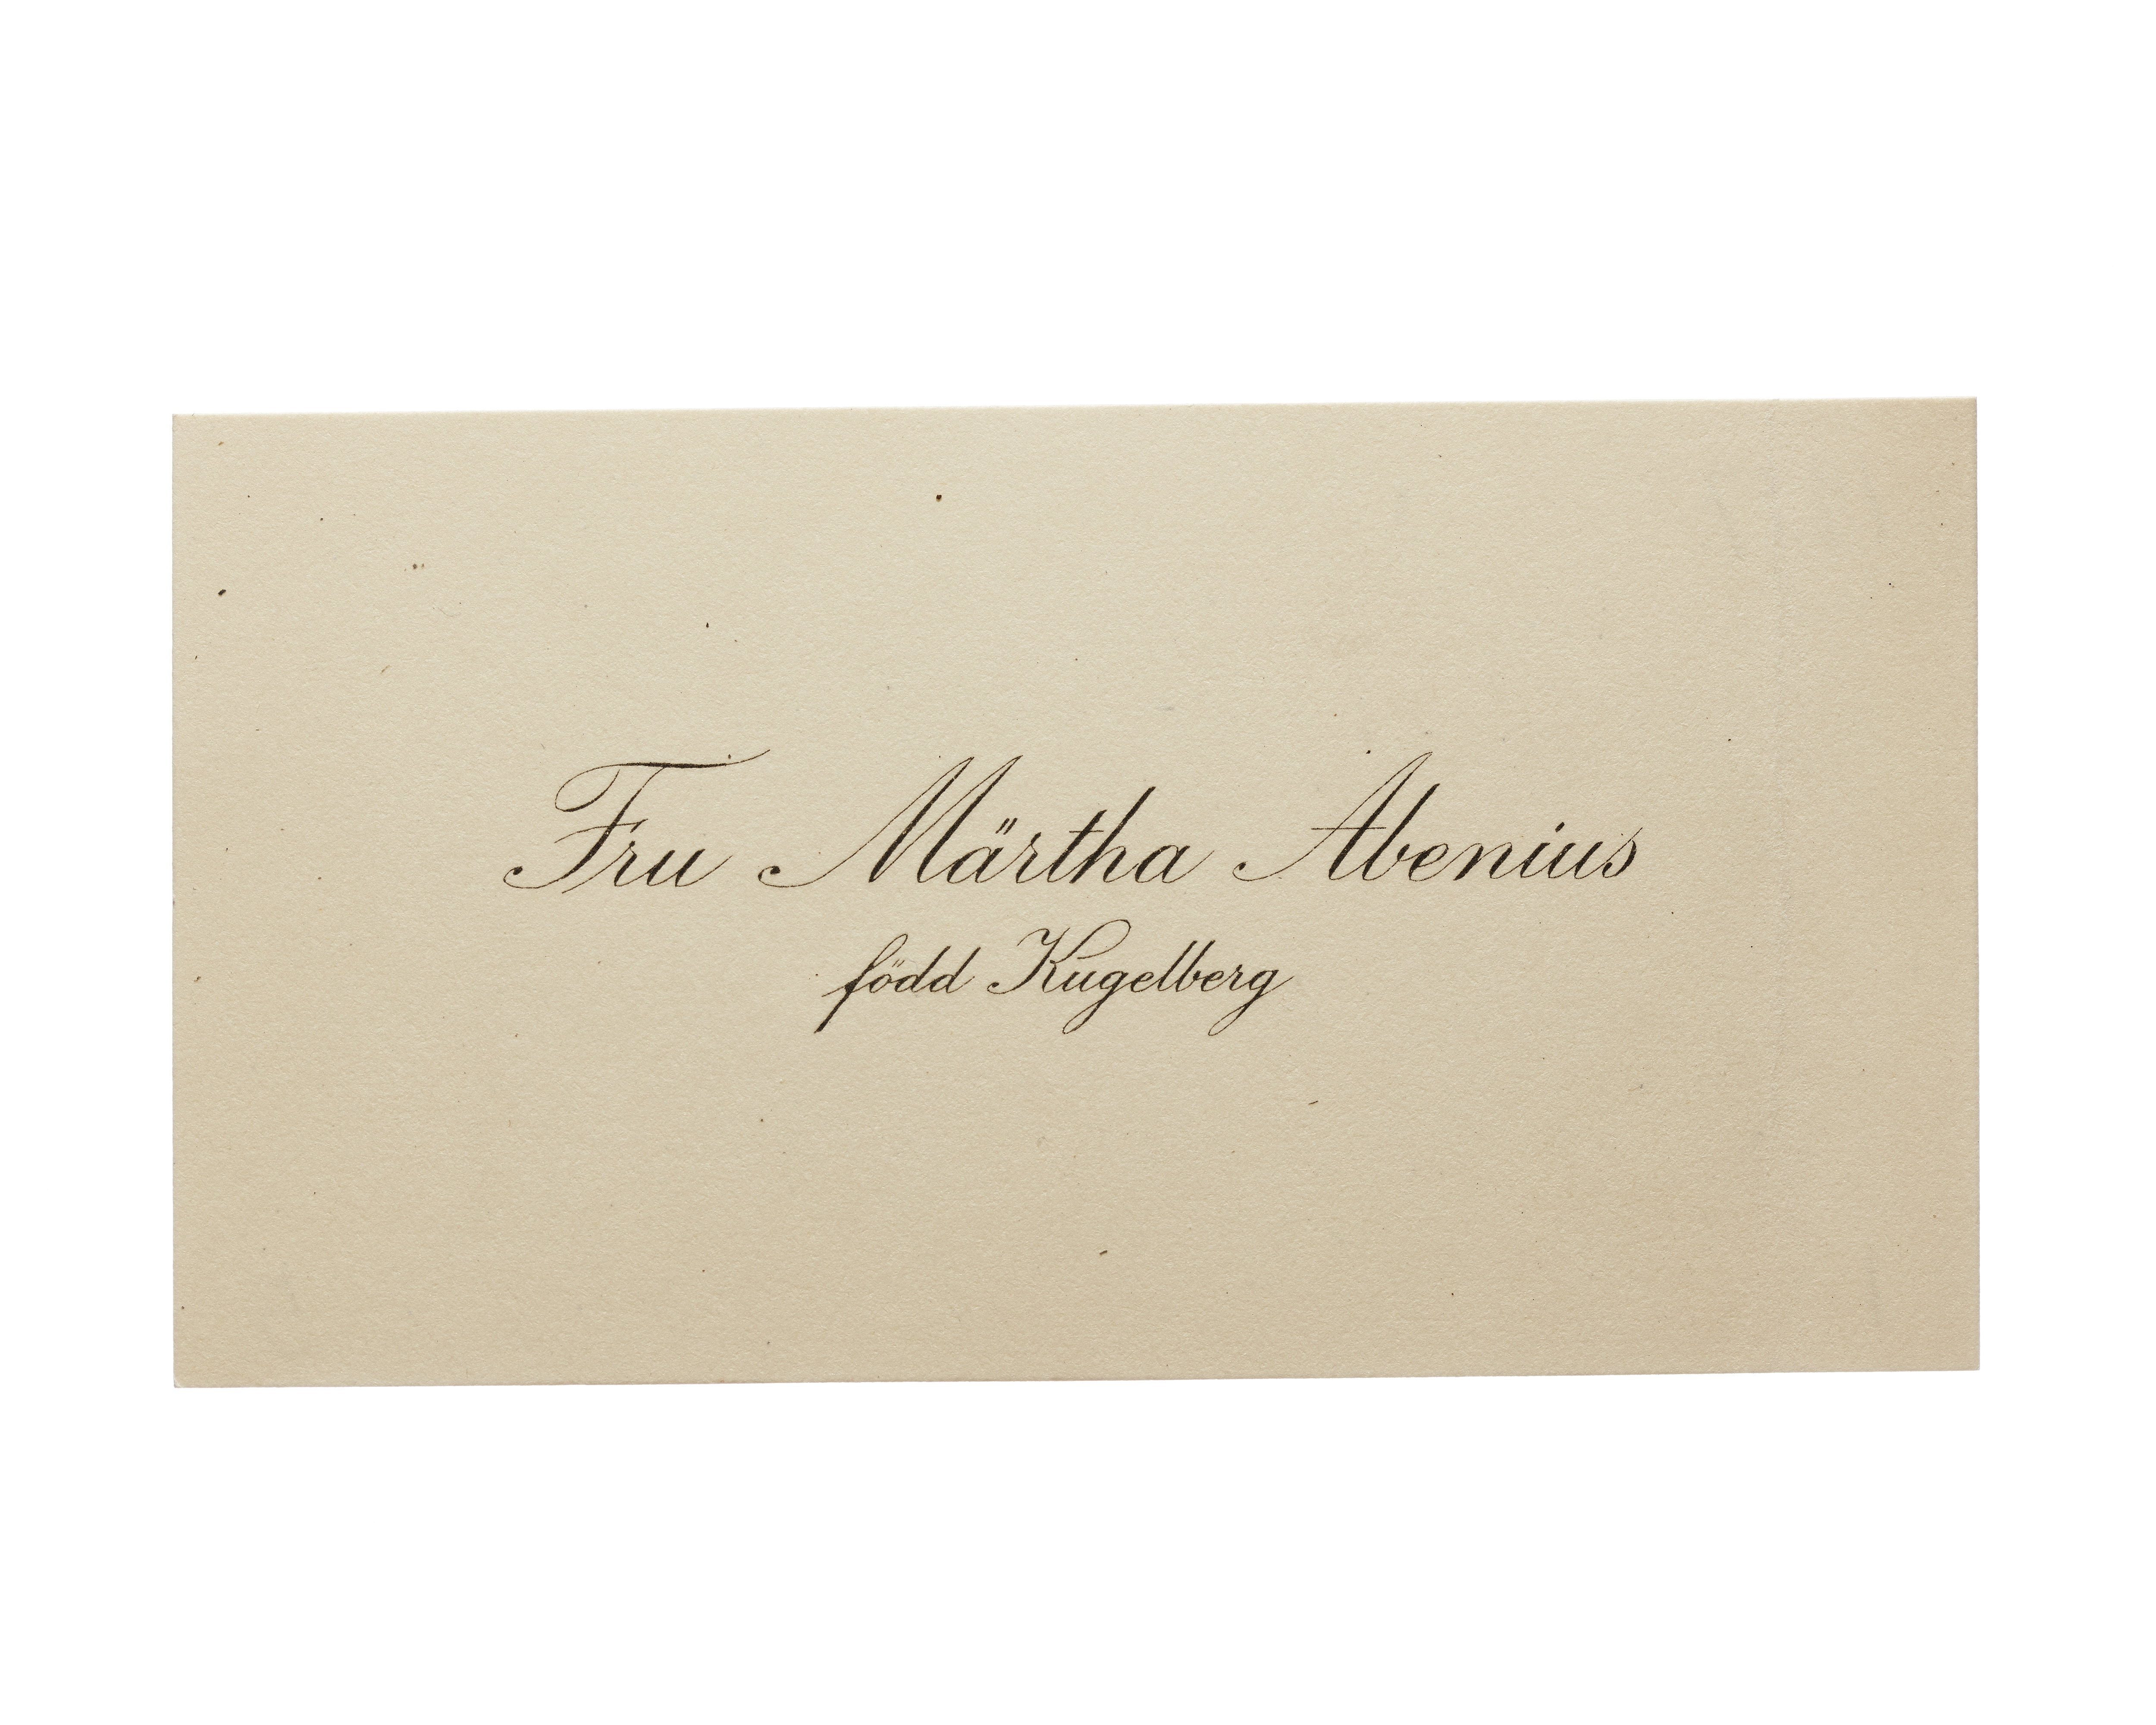 Fru Märtha Abenius
född Kugelberg